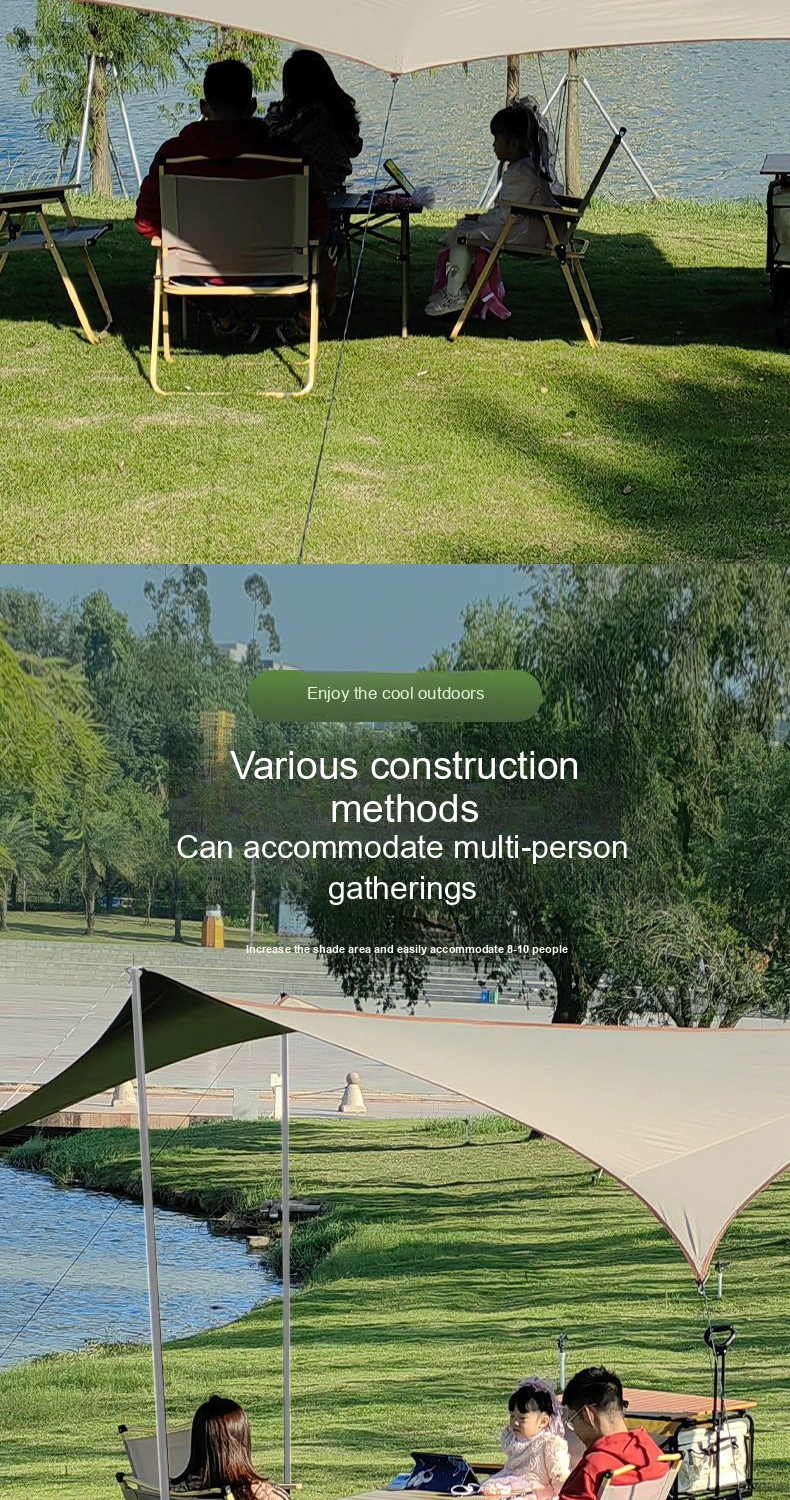 Enjoy the cool outdoors
Various construction
methods
Can accommodate multi-person
gatherings
Increase the shade area and easily accommodate 8-10 people